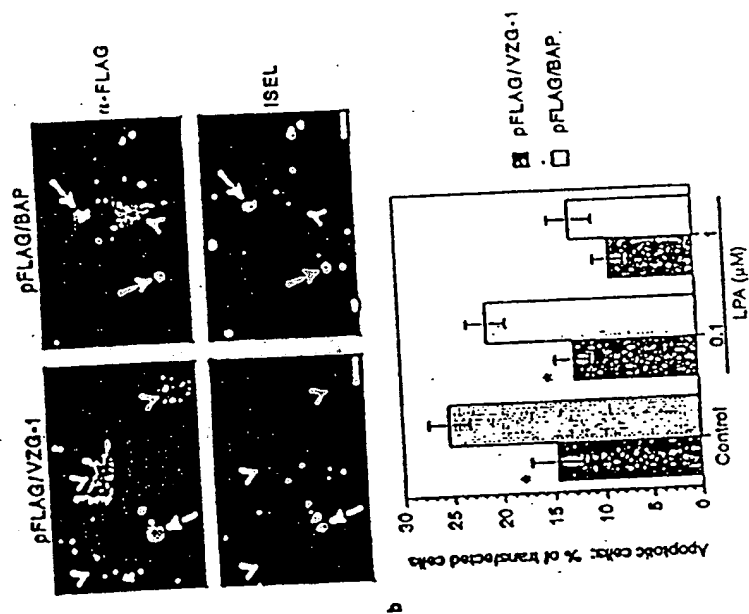 pFLAG/VZG-1
pFLAG/BAP
α-FLAG
ISEL
b
Apoptotic cells: % of transfected cells
30
25
20
15
10
5
0
*
*
Control
0.1
1
LPA (μM)
pFLAG/VZG-1
pFLAG/BAP.